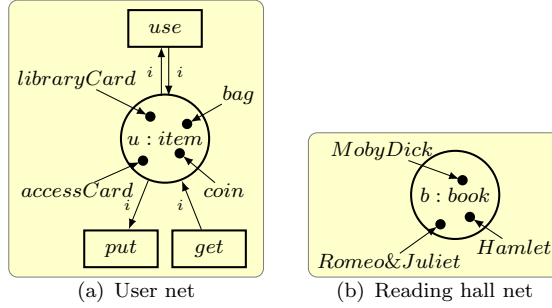 use
i i
libraryCard
bag
u : item
accessCard
coin
i i
put
get
(a) User net
MobyDick
b : book
Romeo&Juliet
Hamlet
(b) Reading hall net